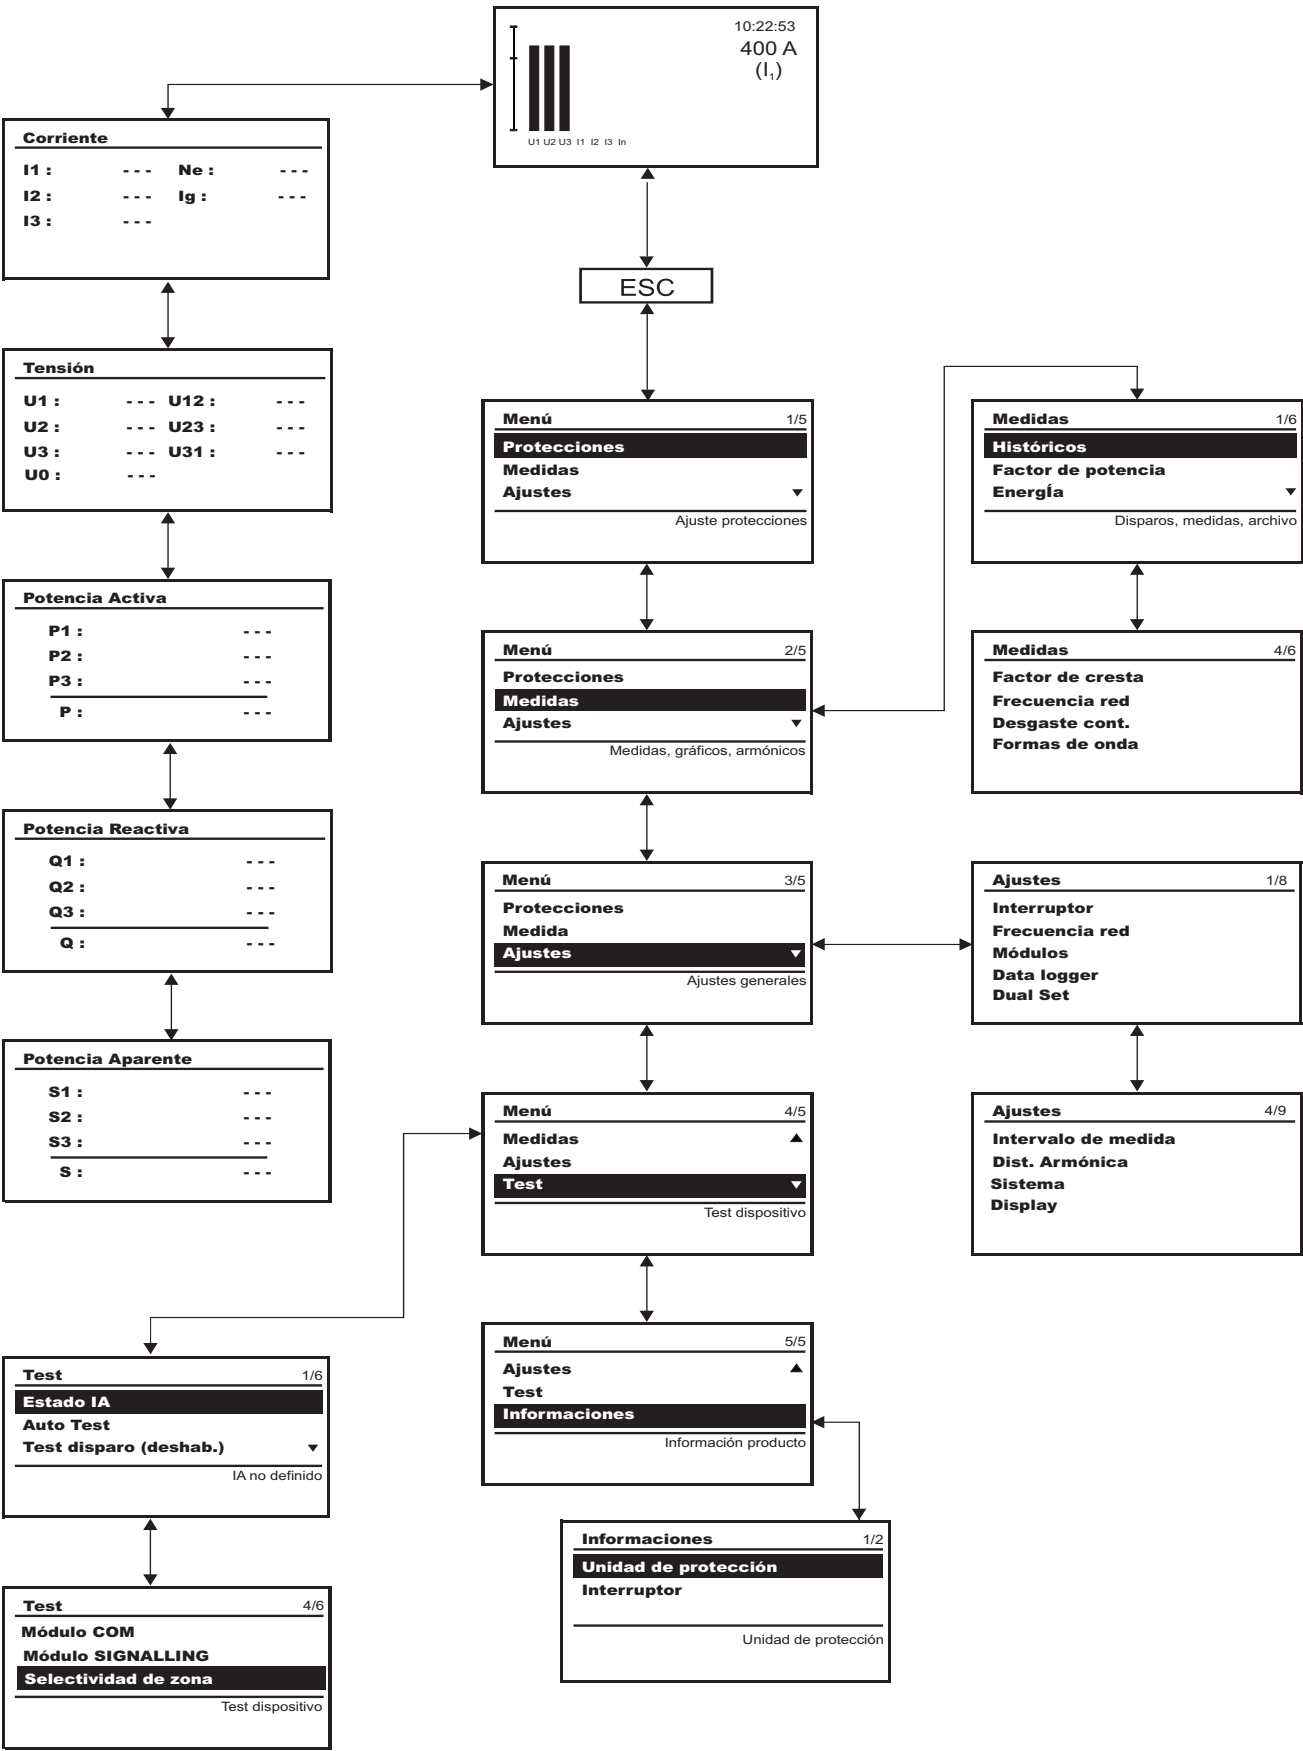 10:22:53
400 A
(I1)
U1 U2 U3 I1 I2 I3 In
Corriente
I1 : - - - Ne : - - -
I2 : - - - Ig : - - -
I3 : - - -
Tensión
U1 : - - - U12 : - - -
U2 : - - - U23 : - - -
U3 : - - - U31 : - - -
U0 : - - -
Potencia Activa
P1 : - - -
P2 : - - -
P3 : - - -
P : - - -
Potencia Reactiva
Q1 : - - -
Q2 : - - -
Q3 : - - -
Q : - - -
Potencia Aparente
S1 : - - -
S2 : - - -
S3 : - - -
S : - - -
ESC
Menú 1/5
Protecciones
Medidas
Ajustes
Ajuste protecciones
Menú 2/5
Protecciones
Medidas
Ajustes
Medidas, gráficos, armónicos
Menú 3/5
Protecciones
Medida
Ajustes
Ajustes generales
Menú 4/5
Medidas
Ajustes
Test
Test dispositivo
Menú 5/5
Ajustes
Test
Informaciones
Información producto
Medidas 1/6
Históricos
Factor de potencia
EnergÍa
Disparos, medidas, archivo
Medidas 4/6
Factor de cresta
Frecuencia red
Desgaste cont.
Formas de onda
Ajustes 1/8
Interruptor
Frecuencia red
Módulos
Data logger
Dual Set
Ajustes 4/9
Intervalo de medida
Dist. Armónica
Sistema
Display
Test 1/6
Estado IA
Auto Test
Test disparo (deshab.)
IA no definido
Test 4/6
Módulo COM
Módulo SIGNALLING
Selectividad de zona
Test dispositivo
Informaciones 1/2
Unidad de protección
Interruptor
Unidad de protección